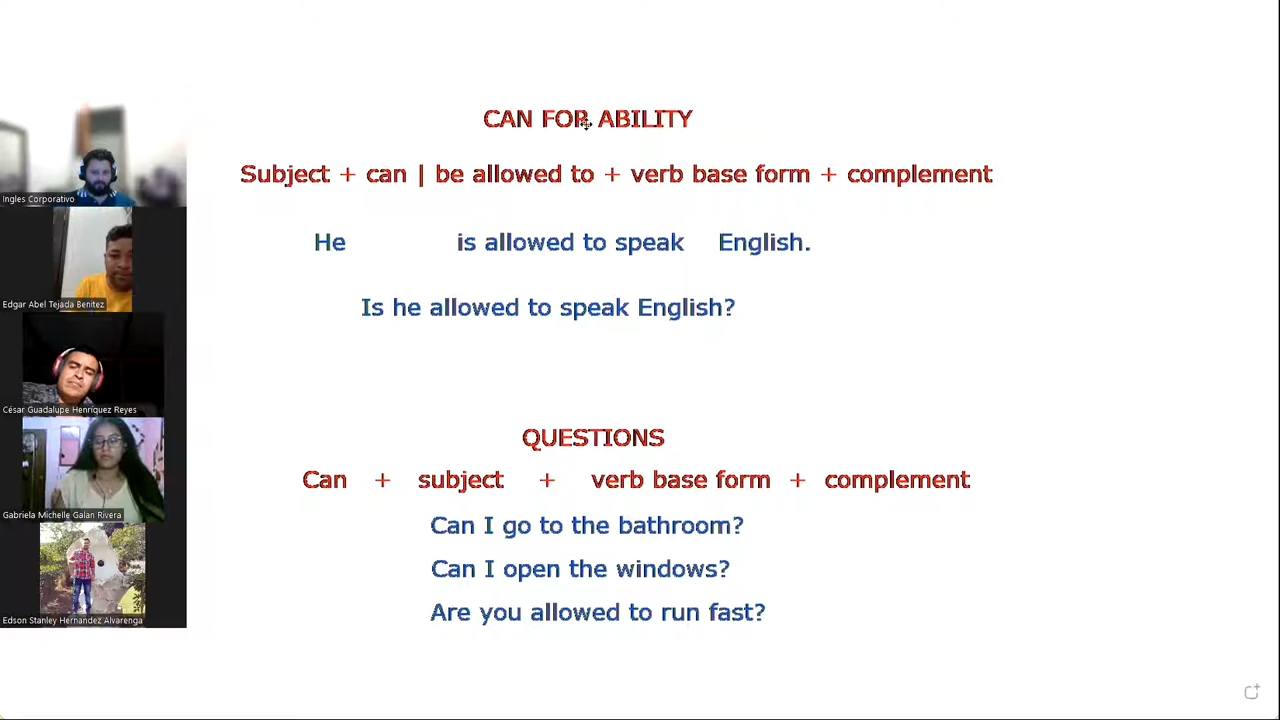 CAN FOR ABILITY
Subject + can | be allowed to + verb base form + complement
He is allowed to speak English.
Is he allowed to speak English?
QUESTIONS
Can + subject + verb base form + complement
Can I go to the bathroom?
Can I open the windows?
Are you allowed to run fast?
Ingles Corporativo
Edgar Abel Tejada Benitez
César Guadalupe Henríquez Reyes
Gabriela Michelle Galan Rivera
Edson Stanley Hernandez Alvarenga